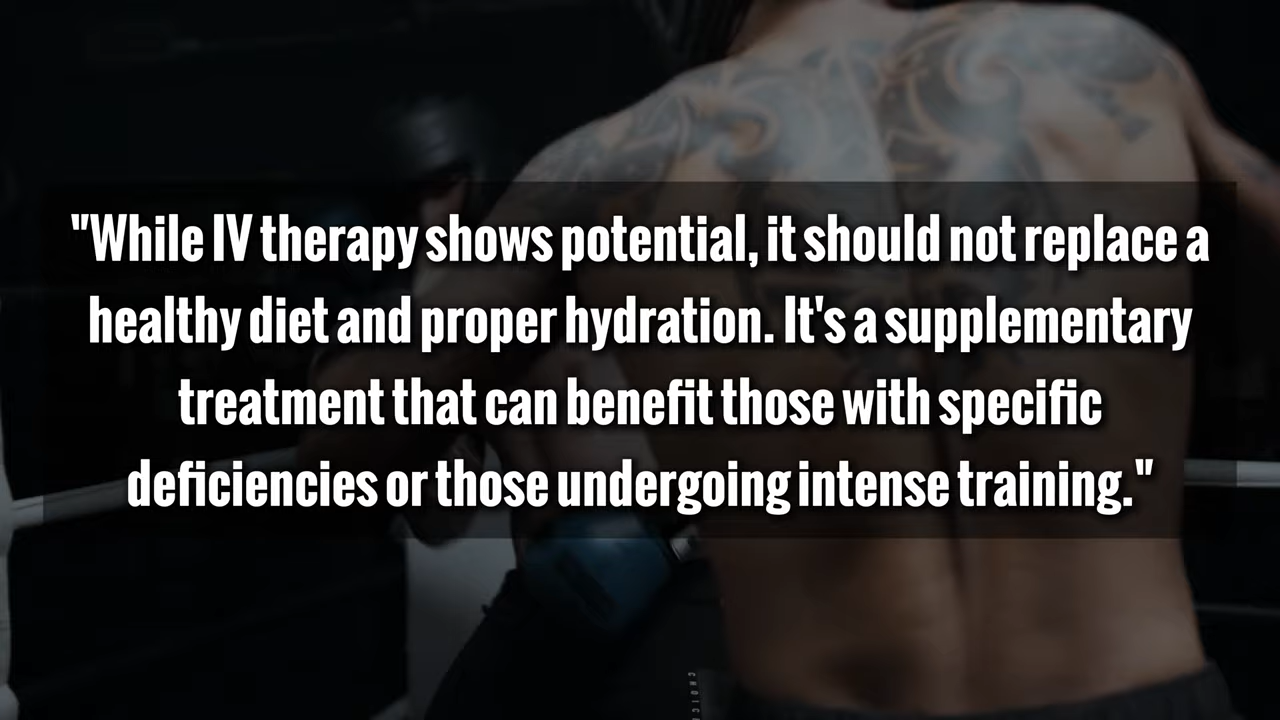 "While IV therapy shows potential, it should not replace a
healthy diet and proper hydration. It's a supplementary
treatment that can benefit those with specific
deficiencies or those undergoing intense training."
CHOICE